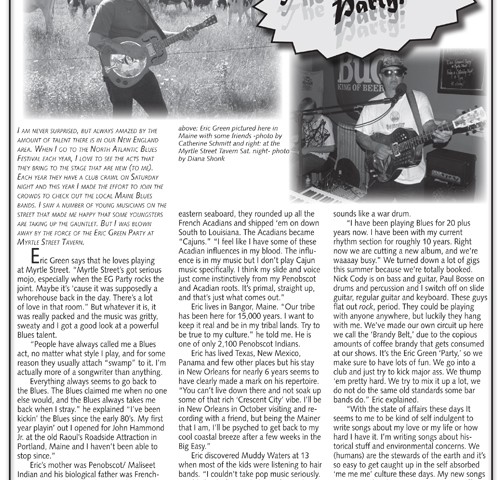 The
Party!
KING OF BEER
I AM NEVER SURPRISED, BUT ALWAYS AMAZED BY THE
AMOUNT OF TALENT THERE IS IN OUR NEW ENGLAND
AREA. WHEN I GO TO THE NORTH ATLANTIC BLUES
FESTIVAL EACH YEAR, I LOVE TO SEE THE ACTS THAT
THEY BRING TO THE STAGE THAT ARE NEW (TO ME).
EACH YEAR THEY HAVE A CLUB CRAWL ON SATURDAY
NIGHT AND THIS YEAR I MADE THE EFFORT TO JOIN THE
CROWDS TO CHECK OUT THE LOCAL MAINE BLUES
BANDS. I SAW A NUMBER OF YOUNG MUSICIANS ON THE
STREET THAT MADE ME HAPPY THAT SOME YOUNGSTERS
ARE TAKING UP THE GAUNTLET. BUT I WAS BLOWN
AWAY BY THE FORCE OF THE ERIC GREEN PARTY AT
MYRTLE STREET TAVERN.
Eric Green says that he loves playing
at Myrtle Street. "Myrtle Street's got serious
mojo, especially when the EG Party rocks the
joint. Maybe it's 'cause it was supposedly a
whorehouse back in the day. There's a lot
of love in that room." But whatever it is, it
was really packed and the music was gritty,
sweaty and I got a good look at a powerful
Blues talent.
"People have always called me a Blues
act, no matter what style I play, and for some
reason they usually attach "swamp" to it. I'm
actually more of a songster than anything.
Everything always seems to go back to
the Blues. The Blues claimed me when no one
else would, and the Blues always takes me
back when I stray." he explained "I've been
kickin' the Blues since the early 80's. My first
year playin' out I opened for John Hammond
Jr. at the old Raoul's Roadside Attraction in
Portland, Maine and I haven't been able to
stop since."
Eric's mother was Penobscot/ Maliseet
Indian and his biological father was French-
above: Eric Green pictured here in
Maine with some friends -photo by
Catherine Schmitt and right: at the
Myrtle Street Tavern Sat. night- photo
by Diana Shonk
eastern seaboard, they rounded up all the
French Acadians and shipped 'em on down
South to Louisiana. The Acadians became
"Cajuns." "I feel like I have some of these
Acadian influences in my blood. The influ-
ence is in my music but I don't play Cajun
music specifically. I think my slide and voice
just come instinctively from my Penobscot
and Acadian roots. It's primal, straight up,
and that's just what comes out."
Eric lives in Bangor, Maine. "Our tribe
has been here for 15,000 years. I want to
keep it real and be in my tribal lands. Try to
be true to my culture." he told me. He is
one of only 2,100 Penobscot Indians.
Eric has lived Texas, New Mexico,
Panama and few other places but his stay
in New Orleans for nearly 6 years seems to
have clearly made a mark on his repertoire.
"You can't live down there and not soak up
some of that rich 'Crescent City' vibe. I'll be
in New Orleans in October visiting and re-
cording with a friend, but being the Mainer
that I am, I'll be psyched to get back to my
cool coastal breeze after a few weeks in the
Big Easy."
Eric discovered Muddy Waters at 13
when most of the kids were listening to hair
bands. "I couldn't take pop music seriously.
sounds like a war drum.
"I have been playing Blues for 20 plus
years now. I have been with my current
rhythm section for roughly 10 years. Right
now we are cutting a new album, and we're
waaaay busy." We turned down a lot of gigs
this summer because we're totally booked.
Nick Cody is on bass and guitar, Paul Bosse on
drums and percussion and I switch off on slide
guitar, regular guitar and keyboard. These guys
flat out rock, period. They could be playing
with anyone anywhere, but luckily they hang
with me. We've made our own circuit up here
we call the 'Brandy Belt,' due to the copious
amounts of coffee brandy that gets consumed
at our shows. It's the Eric Green 'Party,' so we
make sure to have lots of fun. We go into a
club and just try to kick major ass. We thump
'em pretty hard. We try to mix it up a lot, we
do not do the same old standards some bar
bands do." Eric explained.
"With the state of affairs these days It
seems to me to be kind of self indulgent to
write songs about my love or my life or how
hard I have it. I'm writing songs about his-
torical stuff and environmental concerns. We
(humans) are the stewards of the earth and it's
so easy to get caught up in the self absorbed
'me me me' culture these days. My new songs